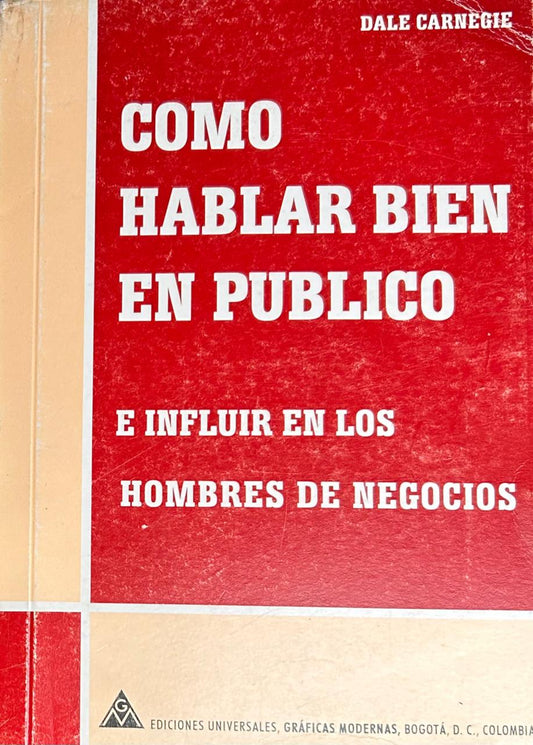 DALE CARNEGIE
COMO
HABLAR BIEN
EN PUBLICO
E INFLUIR EN LOS
HOMBRES DE NEGOCIOS
G M
EDICIONES UNIVERSALES, GRÁFICAS MODERNAS, BOGOTÁ, D. C., COLOMBIA